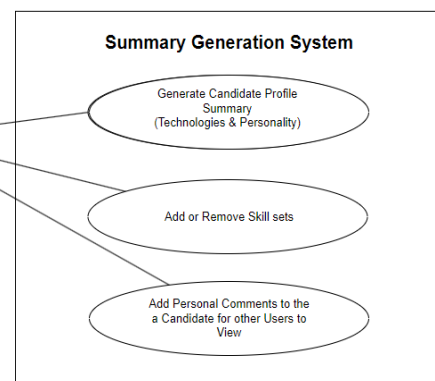 Summary Generation System
Generate Candidate Profile
Summary
(Technologies & Personality)
Add or Remove Skill sets
Add Personal Comments to the
a Candidate for other Users to
View